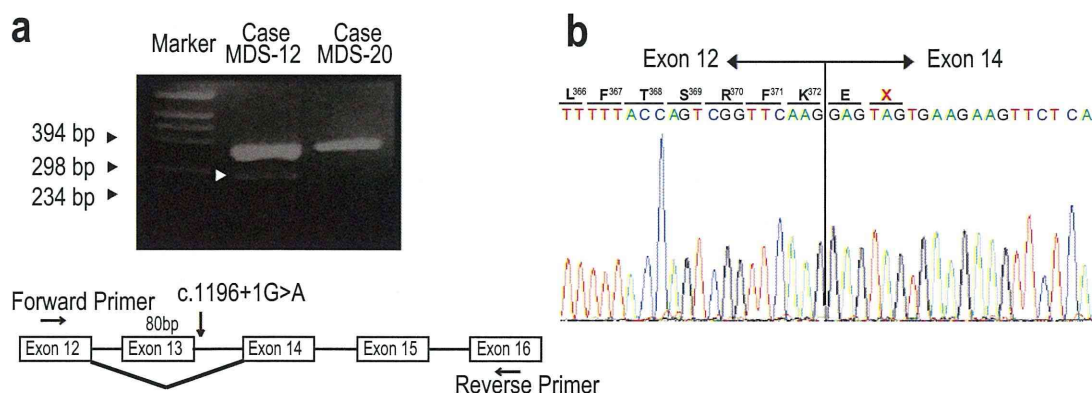 a
Marker
Case
MDS-12
Case
MDS-20
394 bp
298 bp
234 bp
Forward Primer
80bp
c.1196+1G>A
Exon 12
Exon 13
Exon 14
Exon 15
Exon 16
Reverse Primer
b
Exon 12
Exon 14
L366 F367 T368 S369 R370 F371 K372 E X
TTTTTACCAGTCGGTTCAAGGAGTAGTGAAGAAGTTCTCA